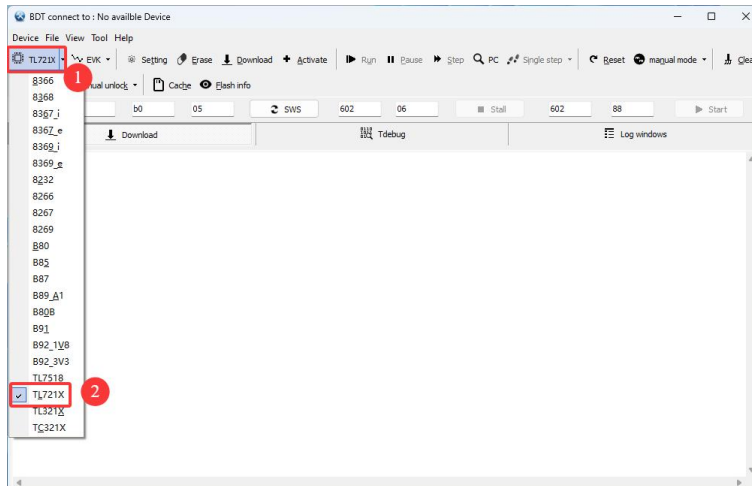 BDT connect to : No availble Device
Device File View Tool Help
TL721X EVK Setting Erase Download Activate Run Pause Step PC Single step Reset manual mode Clea
1
8366
nual unlock Cache Flash info
8368
8367_i
b0 05 SWS 602 06 Stall 602 88 Start
8367_e
Download Tdebug Log windows
8369_i
8369_e
8232
8266
8267
8269
B80
B85
B87
B89_A1
B80B
B91
B92_1V8
B92_3V3
TL7518
TL721X 2
TL321X
TC321X